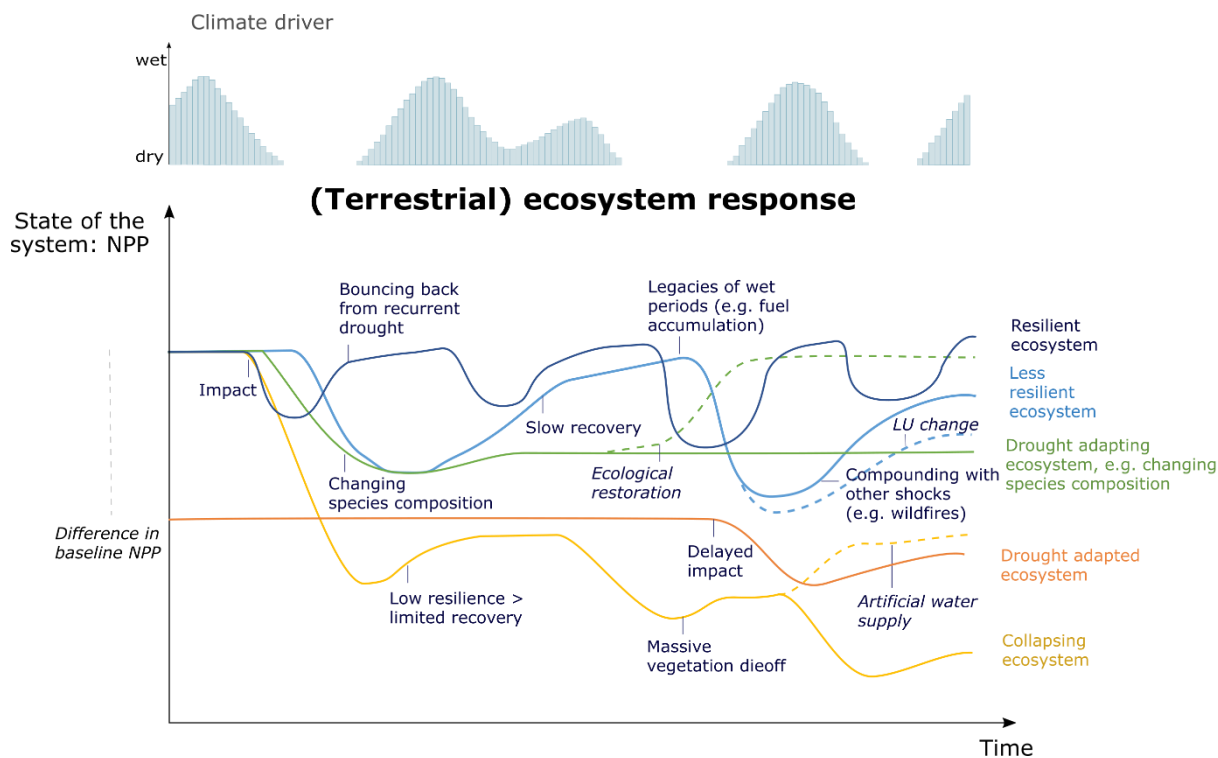 Climate driver
wet
dry
(Terrestrial) ecosystem response
State of the
system: NPP
Bouncing back
from recurrent
drought
Legacies of wet
periods (e.g. fuel
accumulation)
Resilient
ecosystem
Impact
Less
resilient
ecosystem
Slow recovery
LU change
Changing
species composition
Ecological
restoration
Compounding with
other shocks
(e.g. wildfires)
Drought adapting
ecosystem, e.g. changing
species composition
Difference in
baseline NPP
Delayed
impact
Drought adapted
ecosystem
Low resilience >
limited recovery
Artificial water
supply
Massive
vegetation dieoff
Collapsing
ecosystem
Time